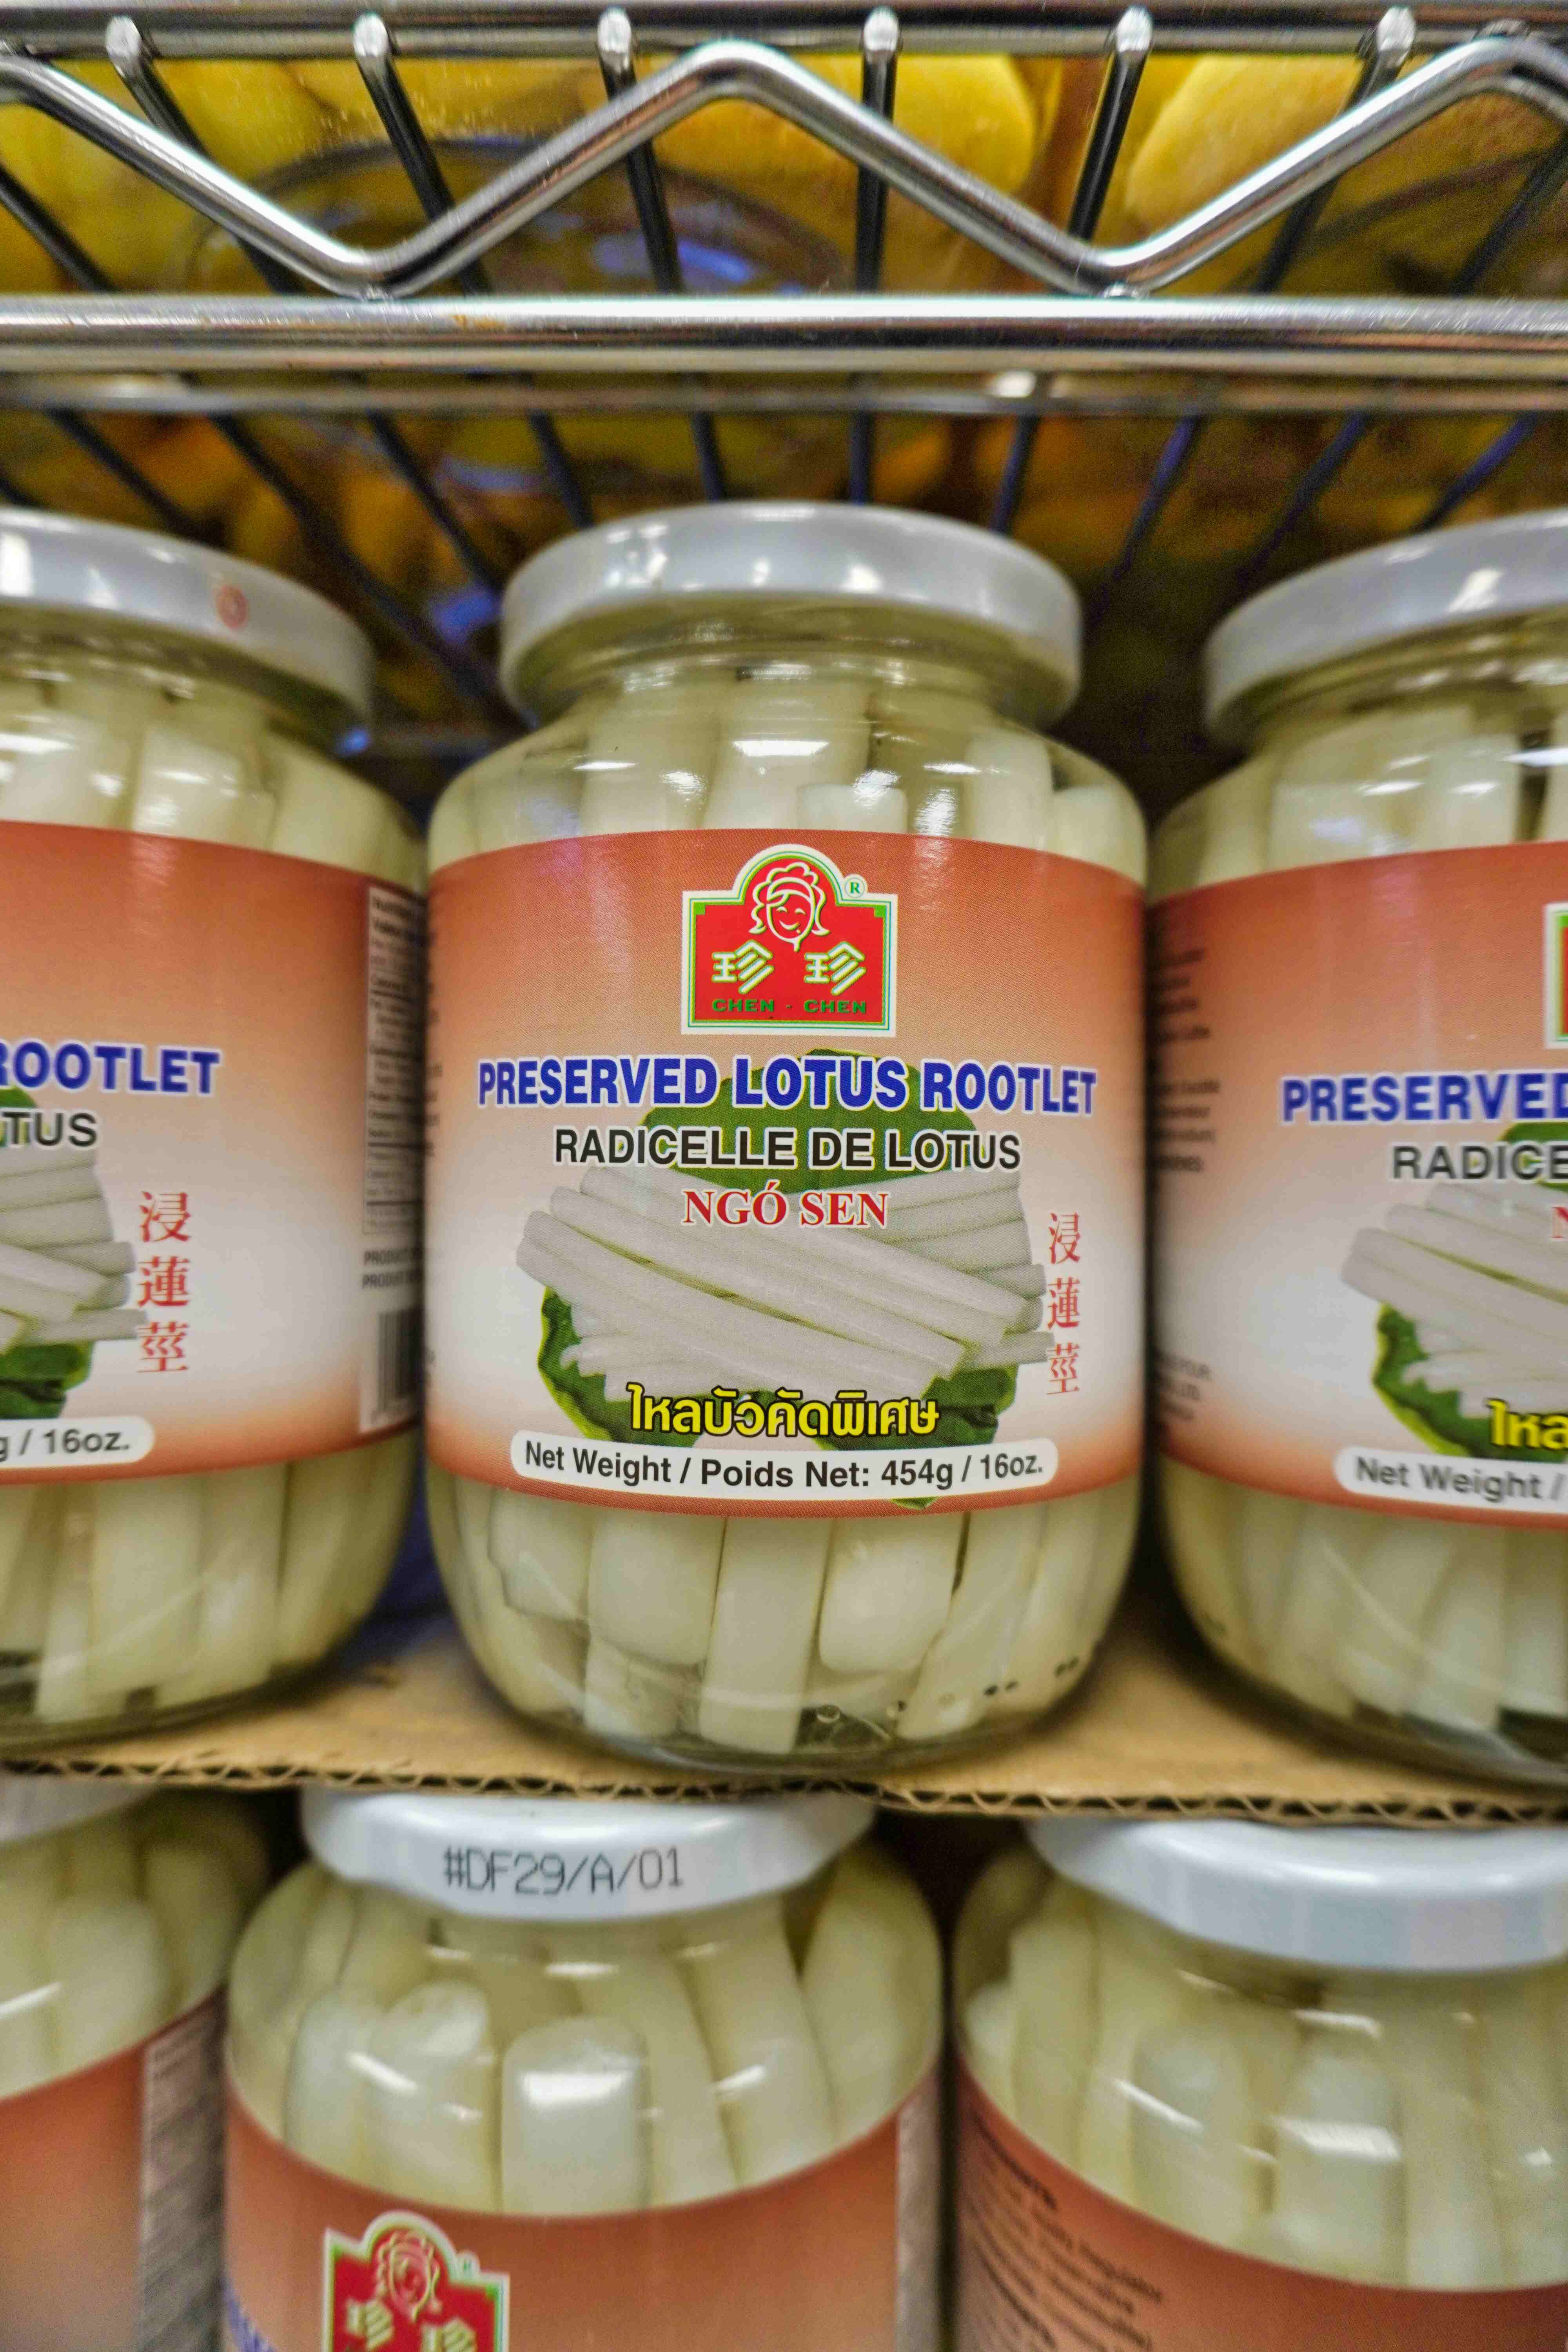 ®
珍 珍
CHEN · CHEN
PRESERVED LOTUS ROOTLET
RADICELLE DE LOTUS
NGÓ SEN
浸蓮莖
ไหลบัวคัดพิเศษ
Net Weight / Poids Net: 454g / 16oz.
ROOTLET
TUS
浸蓮莖
g / 16oz.
PRESERVED
RADICE
ไหล
Net Weight /
#DF29/A/01
珍 珍